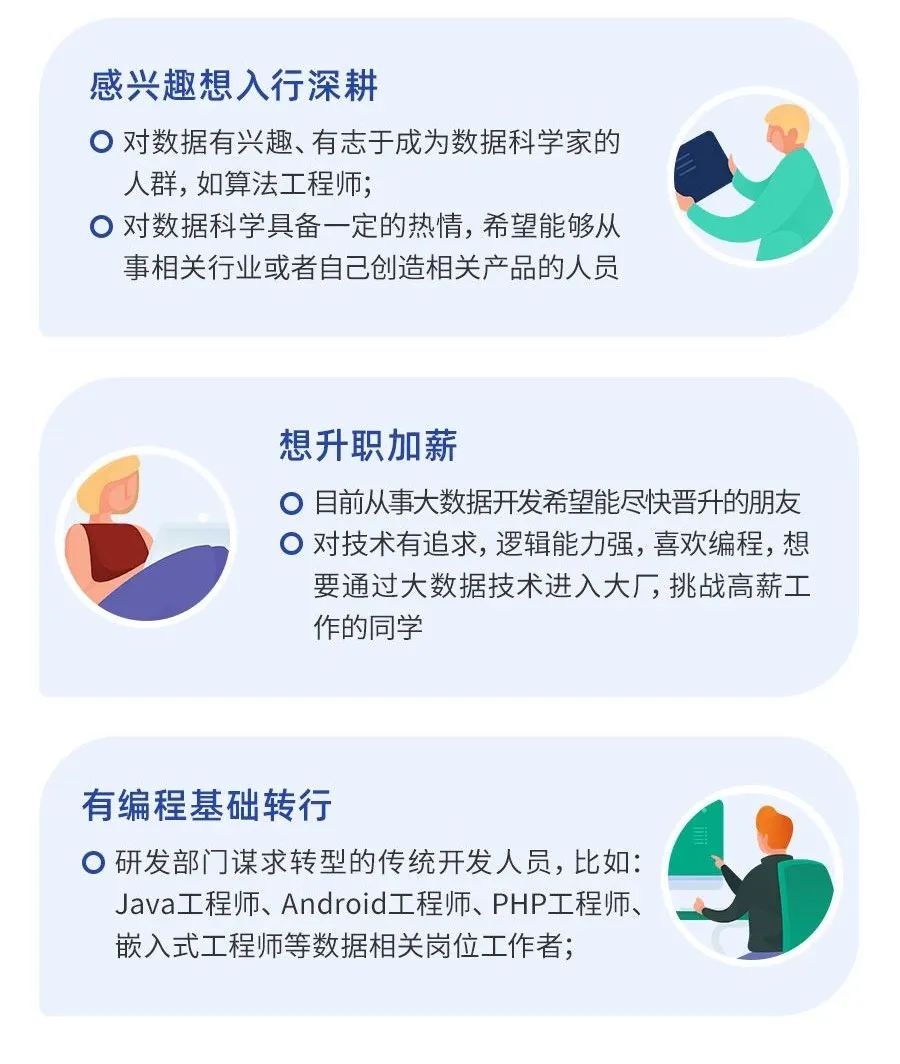 感兴趣想入行深耕
对数据有兴趣、有志于成为数据科学家的
人群，如算法工程师；
对数据科学具备一定的热情，希望能够从
事相关行业或者自己创造相关产品的人员
想升职加薪
目前从事大数据开发希望能尽快晋升的朋友
对技术有追求，逻辑能力强，喜欢编程，想
要通过大数据技术进入大厂，挑战高薪工
作的同学
有编程基础转行
研发部门谋求转型的传统开发人员，比如：
Java工程师、Android工程师、PHP工程师、
嵌入式工程师等数据相关岗位工作者；